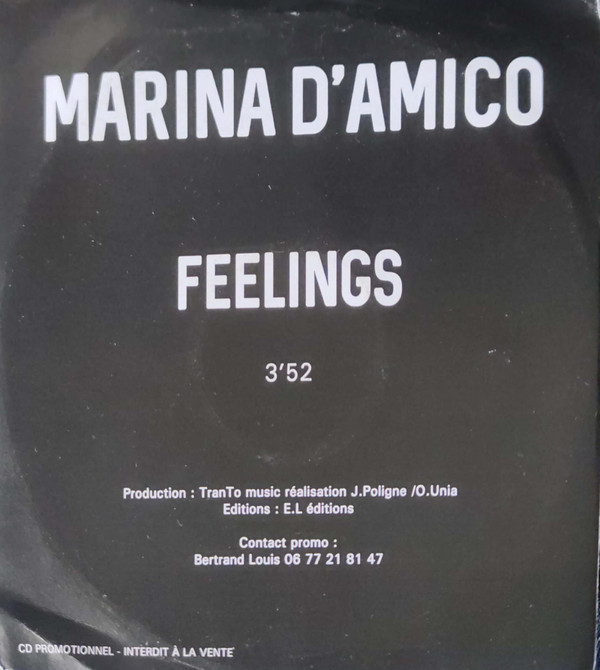 MARINA D'AMICO
FEELINGS
3'52
Production : TranTo music réalisation J.Poligne /O.Unia
Editions : E.L éditions
Contact promo :
Bertrand Louis 06 77 21 81 47
CD PROMOTIONNEL - INTERDIT À LA VENTE